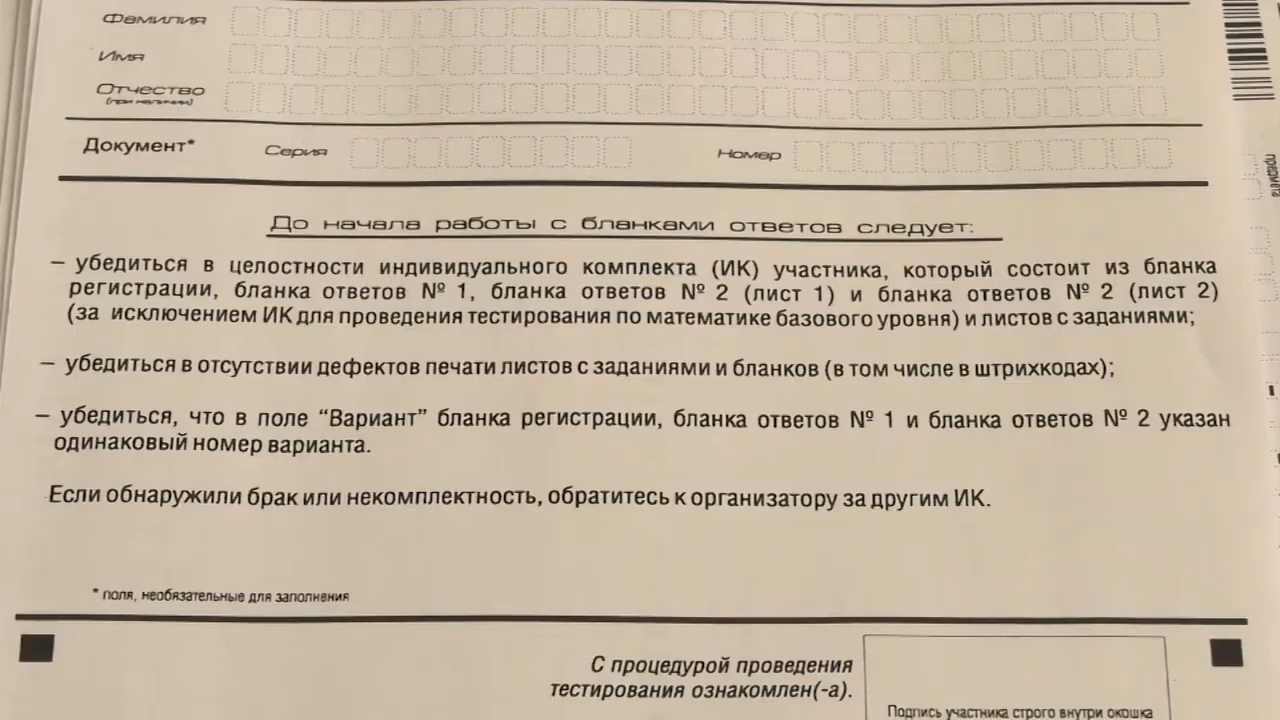 Фамилия
Имя
Отчество
(при наличии)
Документ* Серия Номер
До начала работы с бланками ответов следует:
– убедиться в целостности индивидуального комплекта (ИК) участника, который состоит из бланка
регистрации, бланка ответов № 1, бланка ответов № 2 (лист 1) и бланка ответов № 2 (лист 2)
(за исключением ИК для проведения тестирования по математике базового уровня) и листов с заданиями;
– убедиться в отсутствии дефектов печати листов с заданиями и бланков (в том числе в штрихкодах);
– убедиться, что в поле “Вариант” бланка регистрации, бланка ответов № 1 и бланка ответов № 2 указан
одинаковый номер варианта.
Если обнаружили брак или некомплектность, обратитесь к организатору за другим ИК.
* поля, необязательные для заполнения
С процедурой проведения
тестирования ознакомлен(-а).
Подпись участника строго внутри окошка
предмета